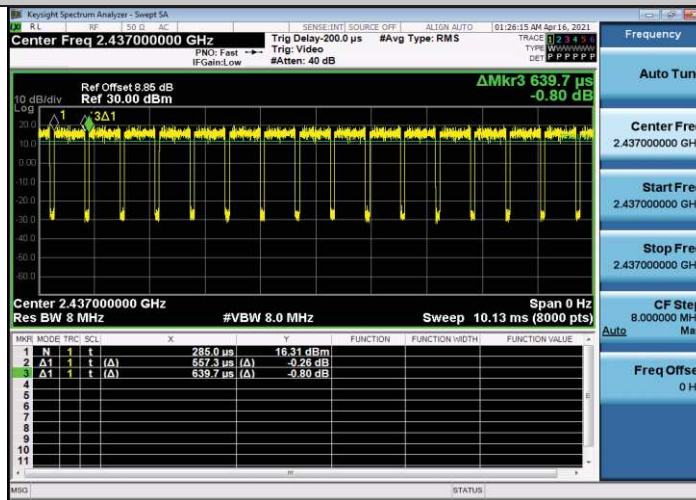 Keysight Spectrum Analyzer - Swept SA
RL RF 50 Ω AC SENSE:INT SOURCE OFF ALIGN AUTO 01:26:15 AM Apr 16, 2021
Center Freq 2.437000000 GHz
PNO: Fast
IFGain:Low
Trig Delay-200.0 µs
Trig: Video
#Atten: 40 dB
#Avg Type: RMS
TRACE 1 2 3 4 5 6
TYPE WWWWWW
DET P P P P P P
Ref Offset 8.85 dB
Ref 30.00 dBm
10 dB/div
Log
ΔMkr3 639.7 µs
-0.80 dB
1
3Δ1
20.0
10.0
0.00
-10.0
-20.0
-30.0
-40.0
-50.0
-60.0
Center 2.437000000 GHz Span 0 Hz
Res BW 8 MHz #VBW 8.0 MHz Sweep 10.13 ms (8000 pts)
MKR MODE TRC SCL X Y FUNCTION FUNCTION WIDTH FUNCTION VALUE
1 N 1 t 285.0 µs 16.31 dBm
2 Δ1 1 t (Δ) 557.3 µs (Δ) -0.26 dB
3 Δ1 1 t (Δ) 639.7 µs (Δ) -0.80 dB
4
5
6
7
8
9
10
11
MSG STATUS
Frequency
Auto Tun
Center Fre
2.437000000 GH
Start Fre
2.437000000 GH
Stop Fre
2.437000000 GH
CF Ste
8.000000 MH
Auto Ma
Freq Offse
0 H